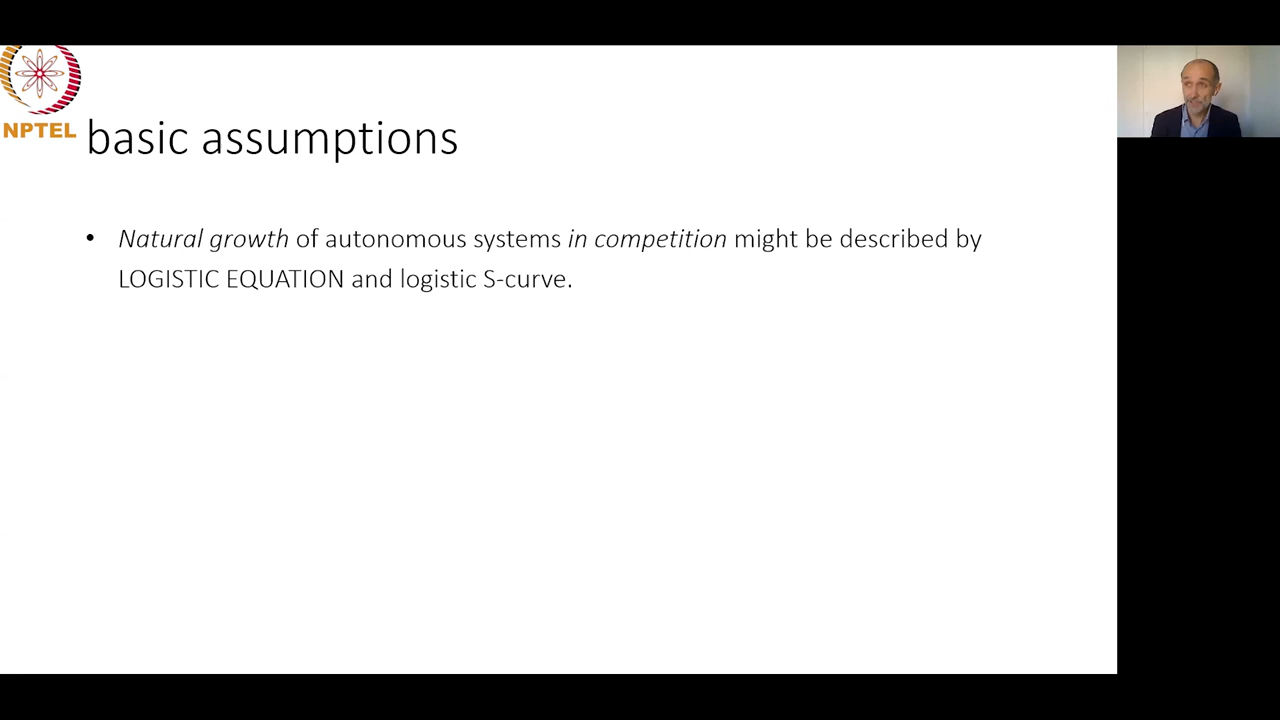 NPTEL
basic assumptions
• Natural growth of autonomous systems in competition might be described by
LOGISTIC EQUATION and logistic S-curve.